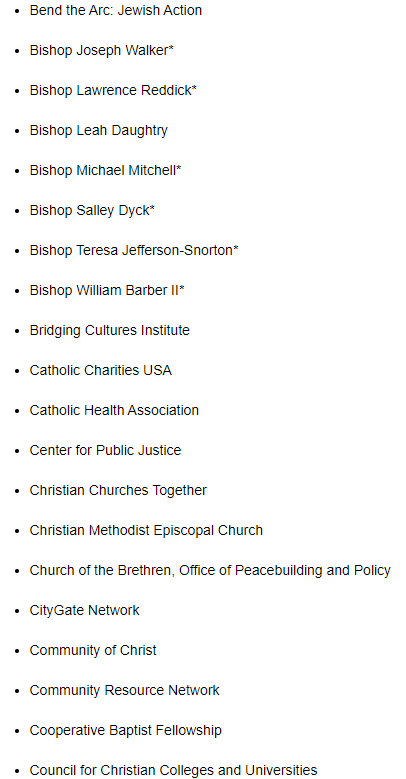 • Bend the Arc: Jewish Action
• Bishop Joseph Walker*
• Bishop Lawrence Reddick*
• Bishop Leah Daughtry
• Bishop Michael Mitchell*
• Bishop Salley Dyck*
• Bishop Teresa Jefferson-Snorton*
• Bishop William Barber II*
• Bridging Cultures Institute
• Catholic Charities USA
• Catholic Health Association
• Center for Public Justice
• Christian Churches Together
• Christian Methodist Episcopal Church
• Church of the Brethren, Office of Peacebuilding and Policy
• CityGate Network
• Community of Christ
• Community Resource Network
• Cooperative Baptist Fellowship
• Council for Christian Colleges and Universities